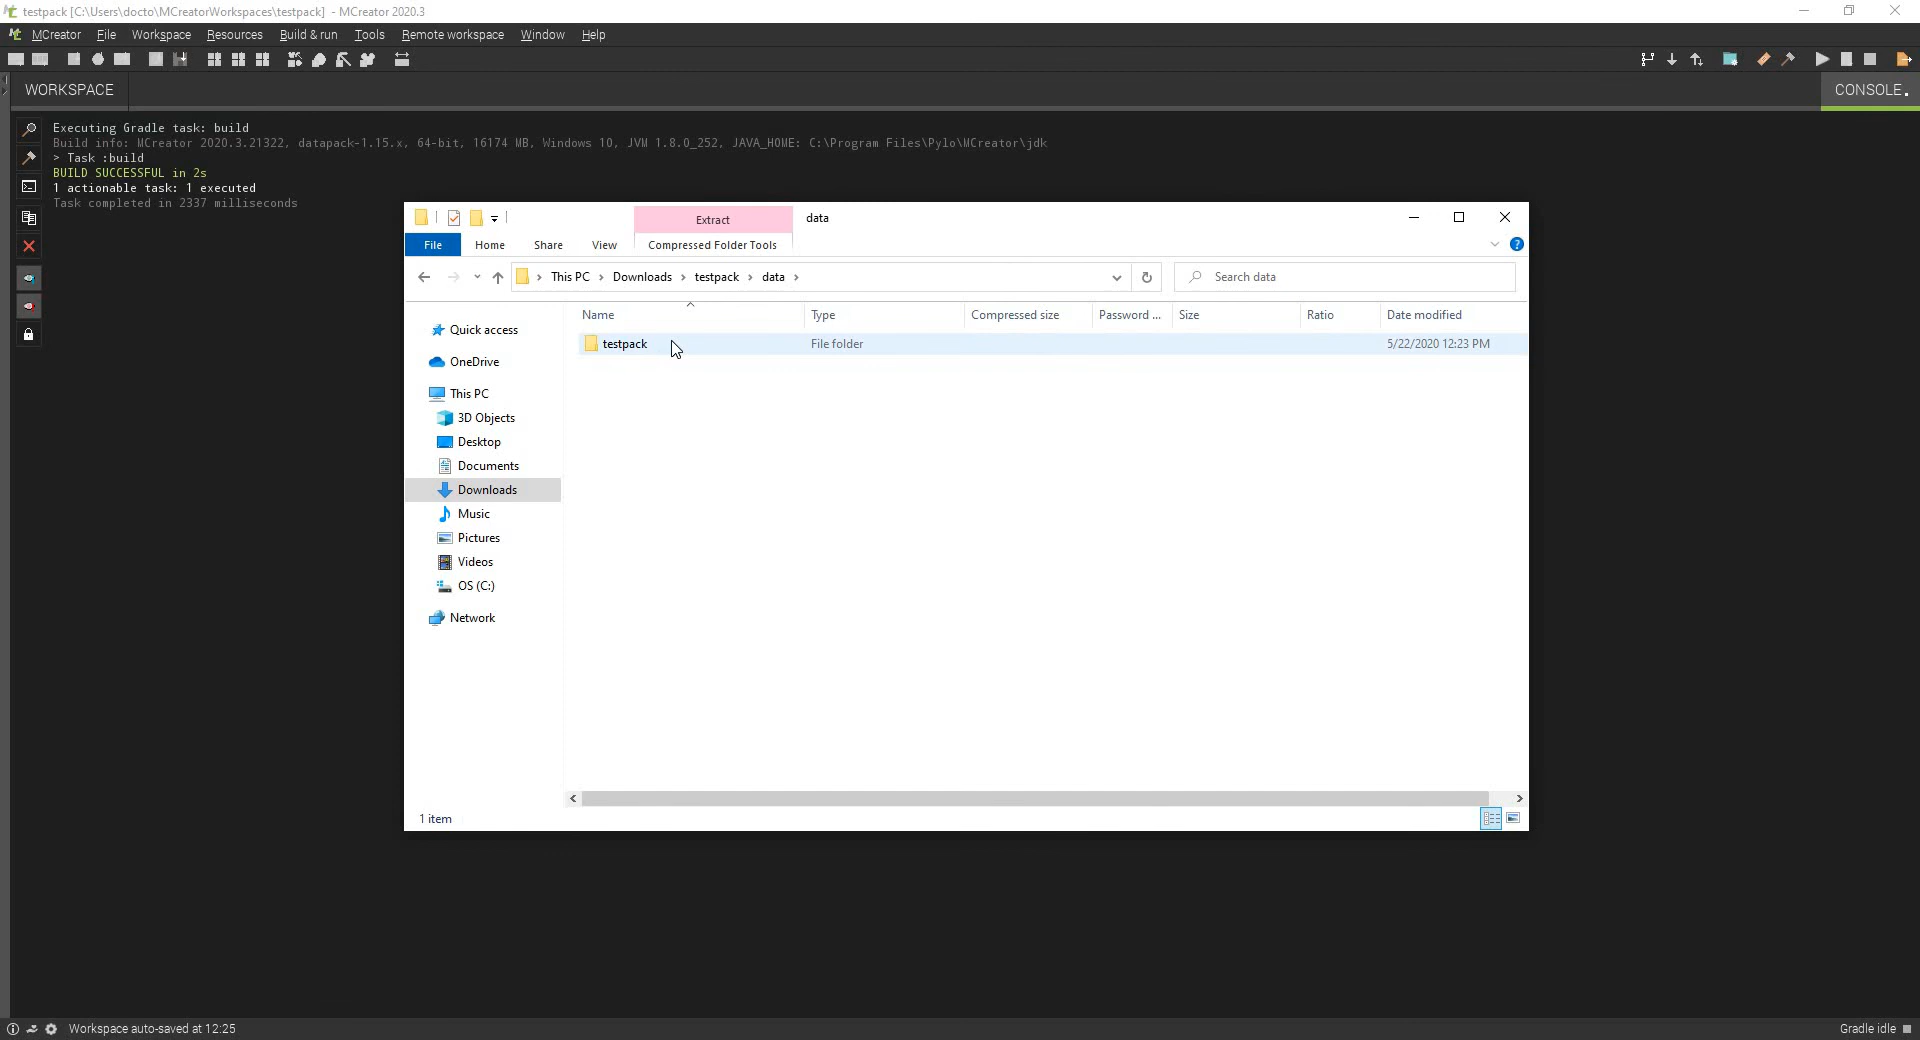 testpack [C:\Users\docto\MCreatorWorkspaces\testpack] - MCreator 2020.3
MCreator File Workspace Resources Build & run Tools Remote workspace Window Help
WORKSPACE
CONSOLE.
Executing Gradle task: build
Build info: MCreator 2020.3.21322, datapack-1.15.x, 64-bit, 16174 MB, Windows 10, JVM 1.8.0_252, JAVA_HOME: C:\Program Files\Pylo\MCreator\jdk
> Task :build
BUILD SUCCESSFUL in 2s
1 actionable task: 1 executed
Task completed in 2337 milliseconds
Extract
data
File Home Share View Compressed Folder Tools
> This PC > Downloads > testpack > data >
Search data
Name Type Compressed size Password ... Size Ratio Date modified
testpack File folder 5/22/2020 12:23 PM
Quick access
OneDrive
This PC
3D Objects
Desktop
Documents
Downloads
Music
Pictures
Videos
OS (C:)
Network
1 item
Workspace auto-saved at 12:25
Gradle idle